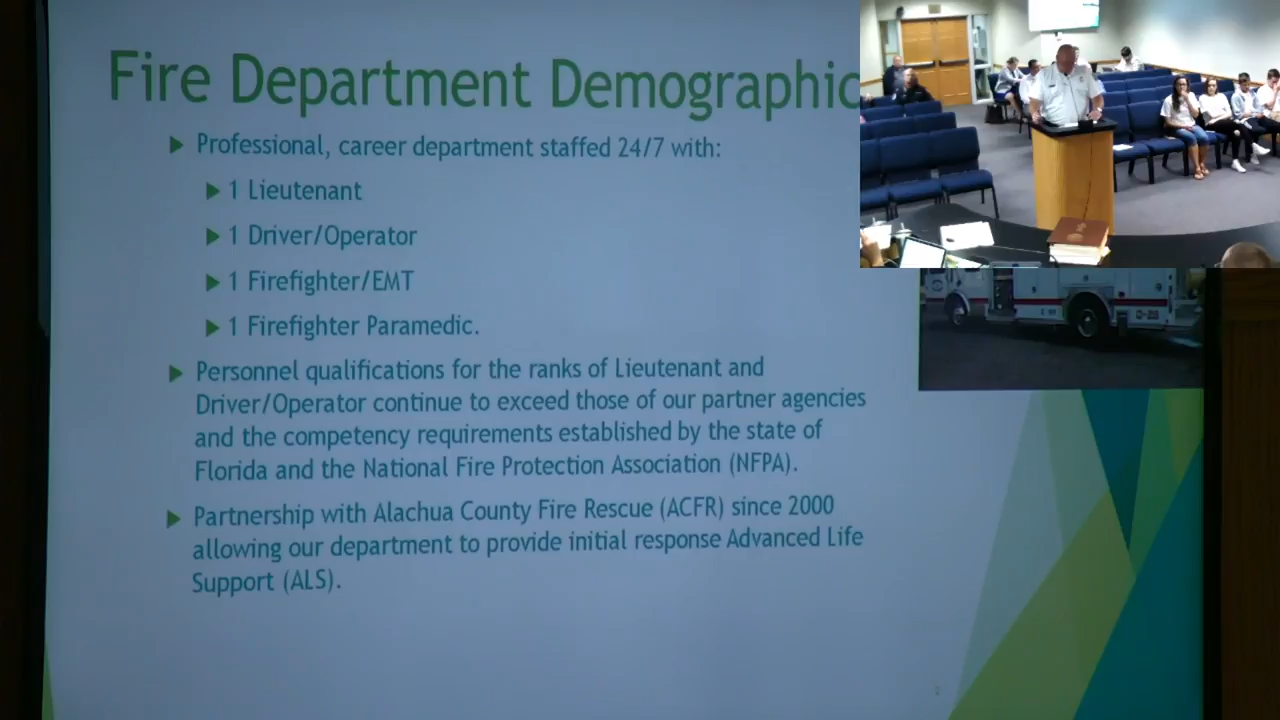 Fire Department Demographic
Professional, career department staffed 24/7 with:
1 Lieutenant
1 Driver/Operator
1 Firefighter/EMT
1 Firefighter Paramedic.
Personnel qualifications for the ranks of Lieutenant and
Driver/Operator continue to exceed those of our partner agencies
and the competency requirements established by the state of
Florida and the National Fire Protection Association (NFPA).
Partnership with Alachua County Fire Rescue (ACFR) since 2000
allowing our department to provide initial response Advanced Life
Support (ALS).